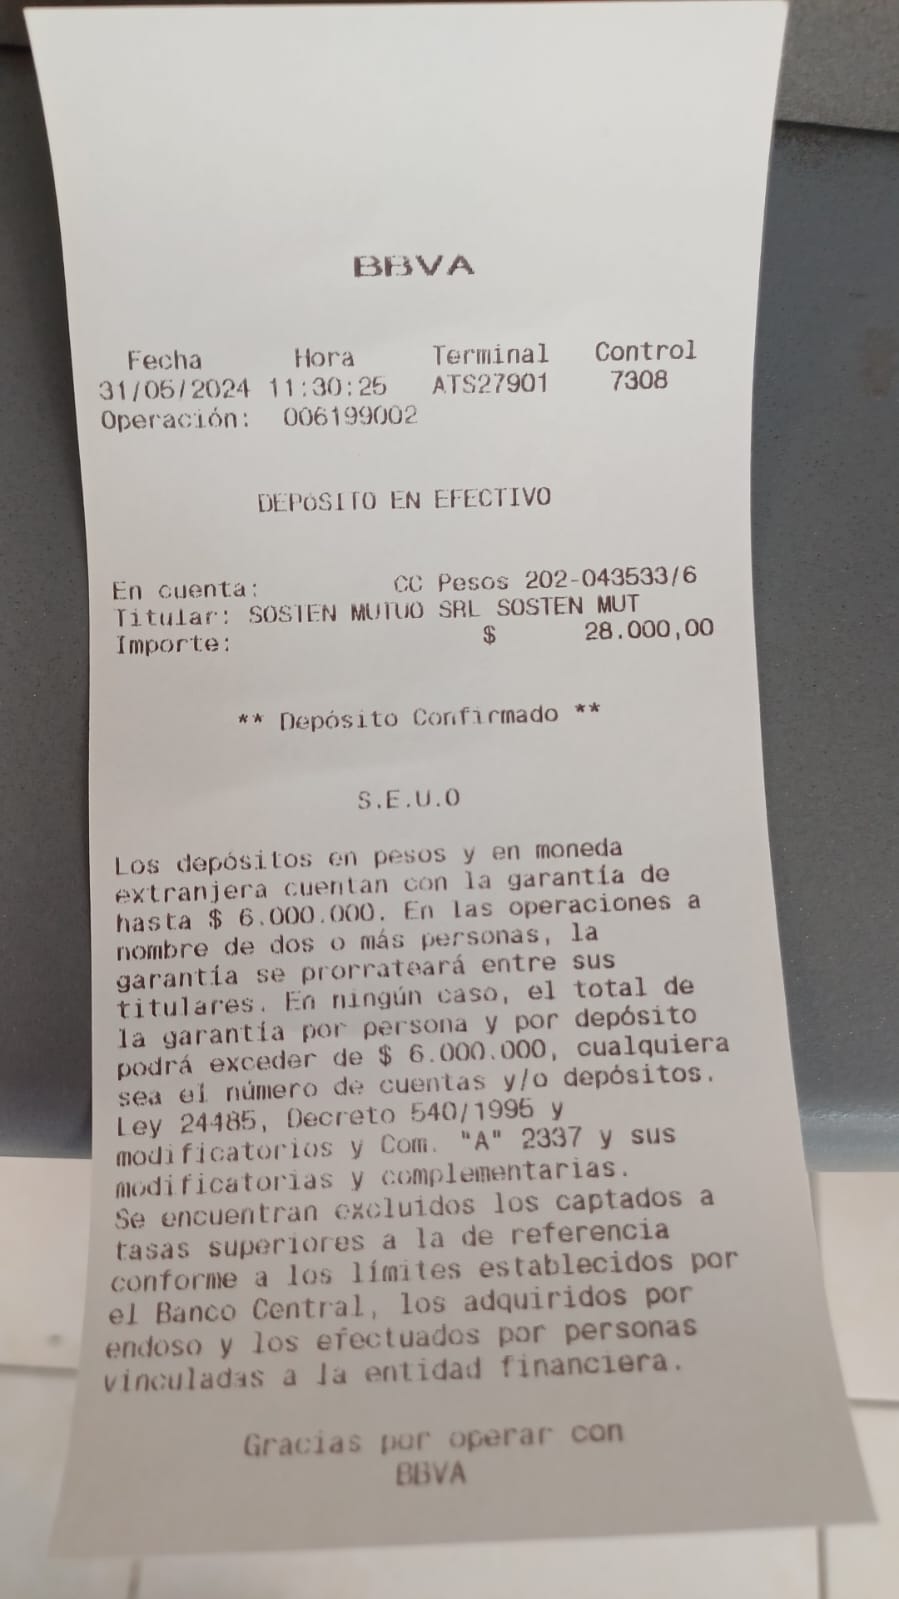 BBVA
Fecha Hora Terminal Control
31/05/2024 11:30:25 ATS27901 7308
Operación: 006199002
DEPóSITO EN EFECTIVO
En cuenta: CC Pesos 202-043533/6
Titular: SOSTEN MUTUO SRL SOSTEN MUT
Importe: $ 28.000,00
** Depósito Confirmado **
S.E.U.O
Los depósitos en pesos y en moneda
extranjera cuentan con la garantía de
hasta $ 6.000.000. En las operaciones a
nombre de dos o más personas, la
garantía se prorrateará entre sus
titulares. En ningún caso, el total de
la garantía por persona y por depósito
podrá exceder de $ 6.000.000, cualquiera
sea el número de cuentas y/o depósitos.
Ley 24485, Decreto 540/1995 y
modificatorios y Com. "A" 2337 y sus
modificatorias y complementarias.
Se encuentran excluidos los captados a
tasas superiores a la de referencia
conforme a los límites establecidos por
el Banco Central, los adquiridos por
endoso y los efectuados por personas
vinculadas a la entidad financiera.
Gracias por operar con
BBVA